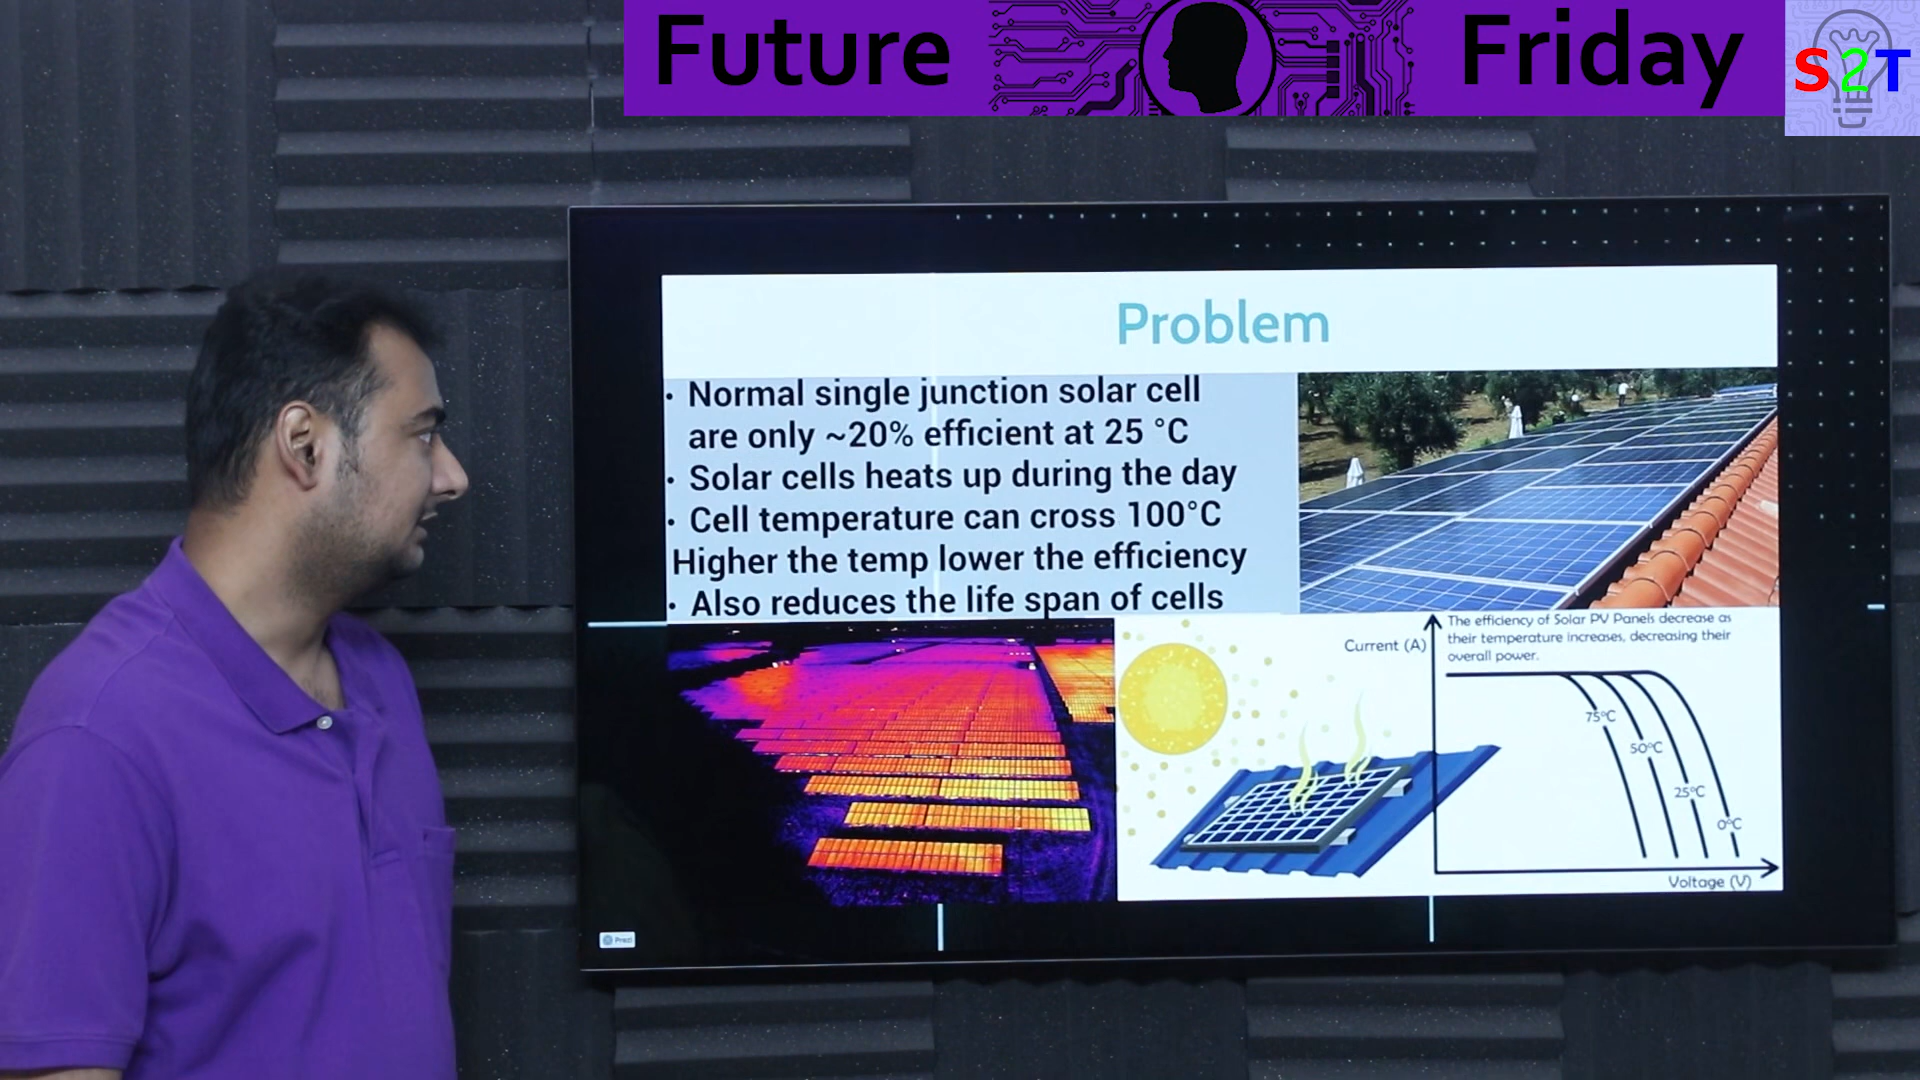 Future Friday
S2T
Problem
· Normal single junction solar cell
are only ~20% efficient at 25 °C
· Solar cells heats up during the day
· Cell temperature can cross 100°C
Higher the temp lower the efficiency
· Also reduces the life span of cells
The efficiency of Solar PV Panels decrease as
their temperature increases, decreasing their
overall power.
Current (A)
75°C
50°C
25°C
0°C
Voltage (V)
Prezi